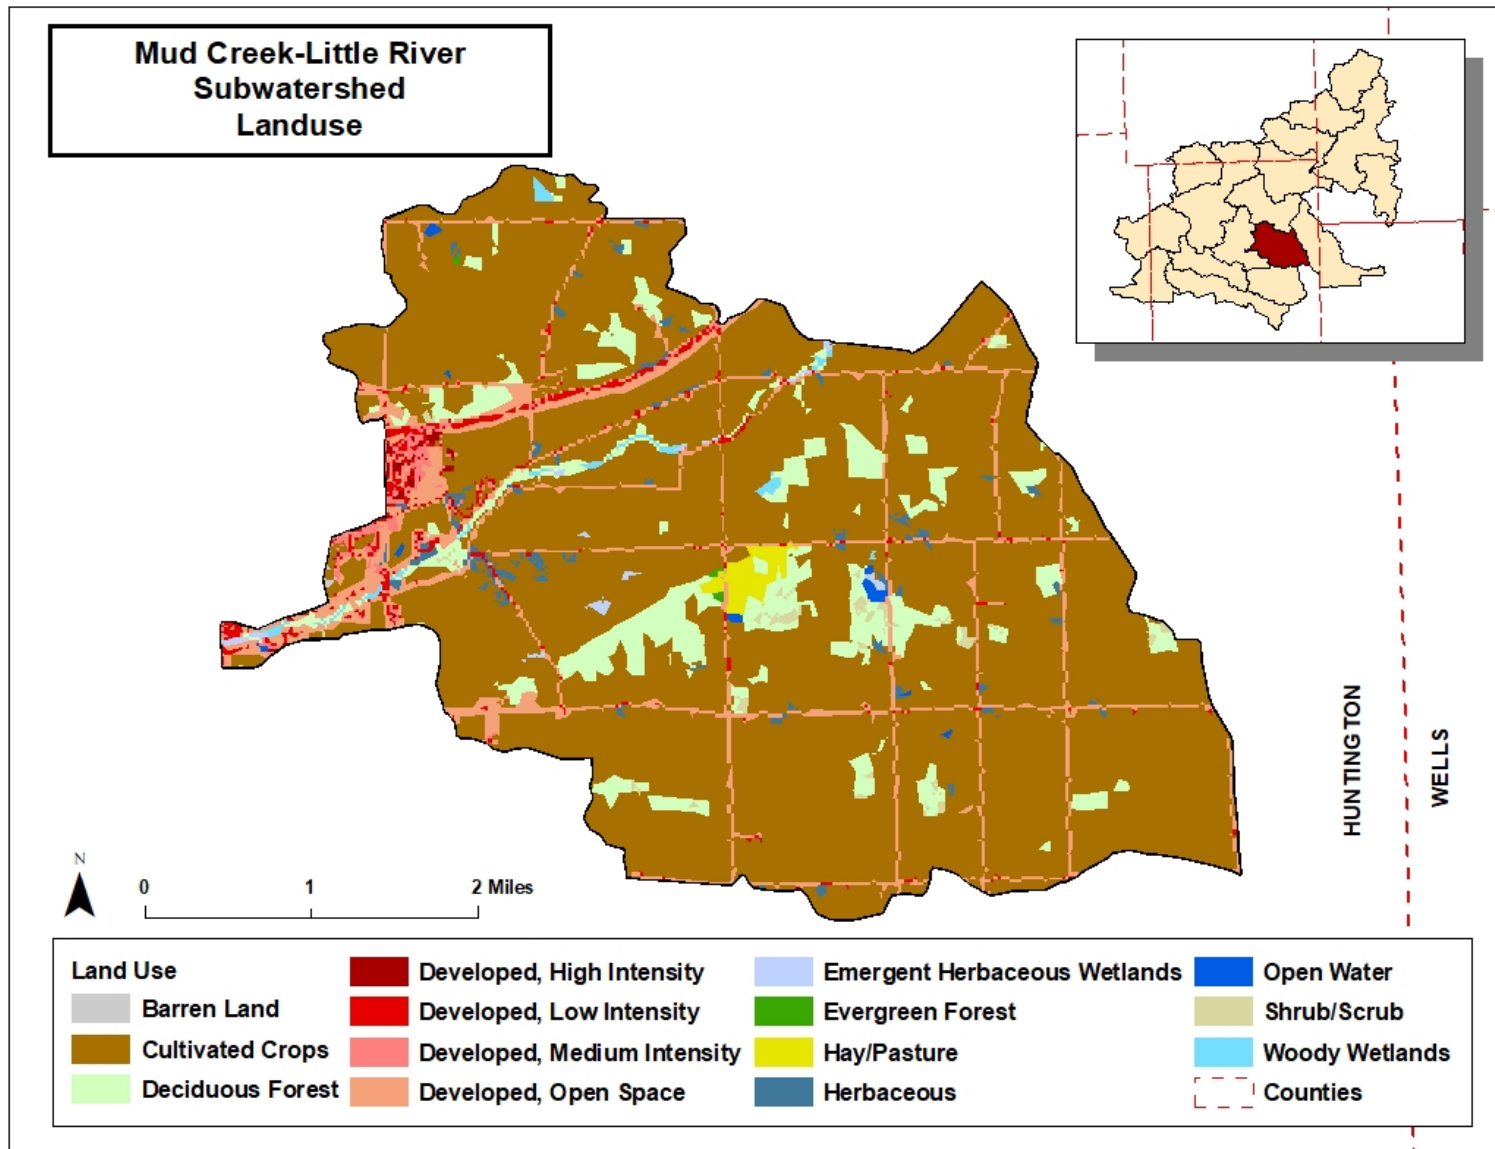 Mud Creek-Little River
Subwatershed
Landuse
HUNTINGTON
WELLS
N
0 1 2 Miles
Land Use
Barren Land
Cultivated Crops
Deciduous Forest
Developed, High Intensity
Developed, Low Intensity
Developed, Medium Intensity
Developed, Open Space
Emergent Herbaceous Wetlands
Evergreen Forest
Hay/Pasture
Herbaceous
Open Water
Shrub/Scrub
Woody Wetlands
Counties